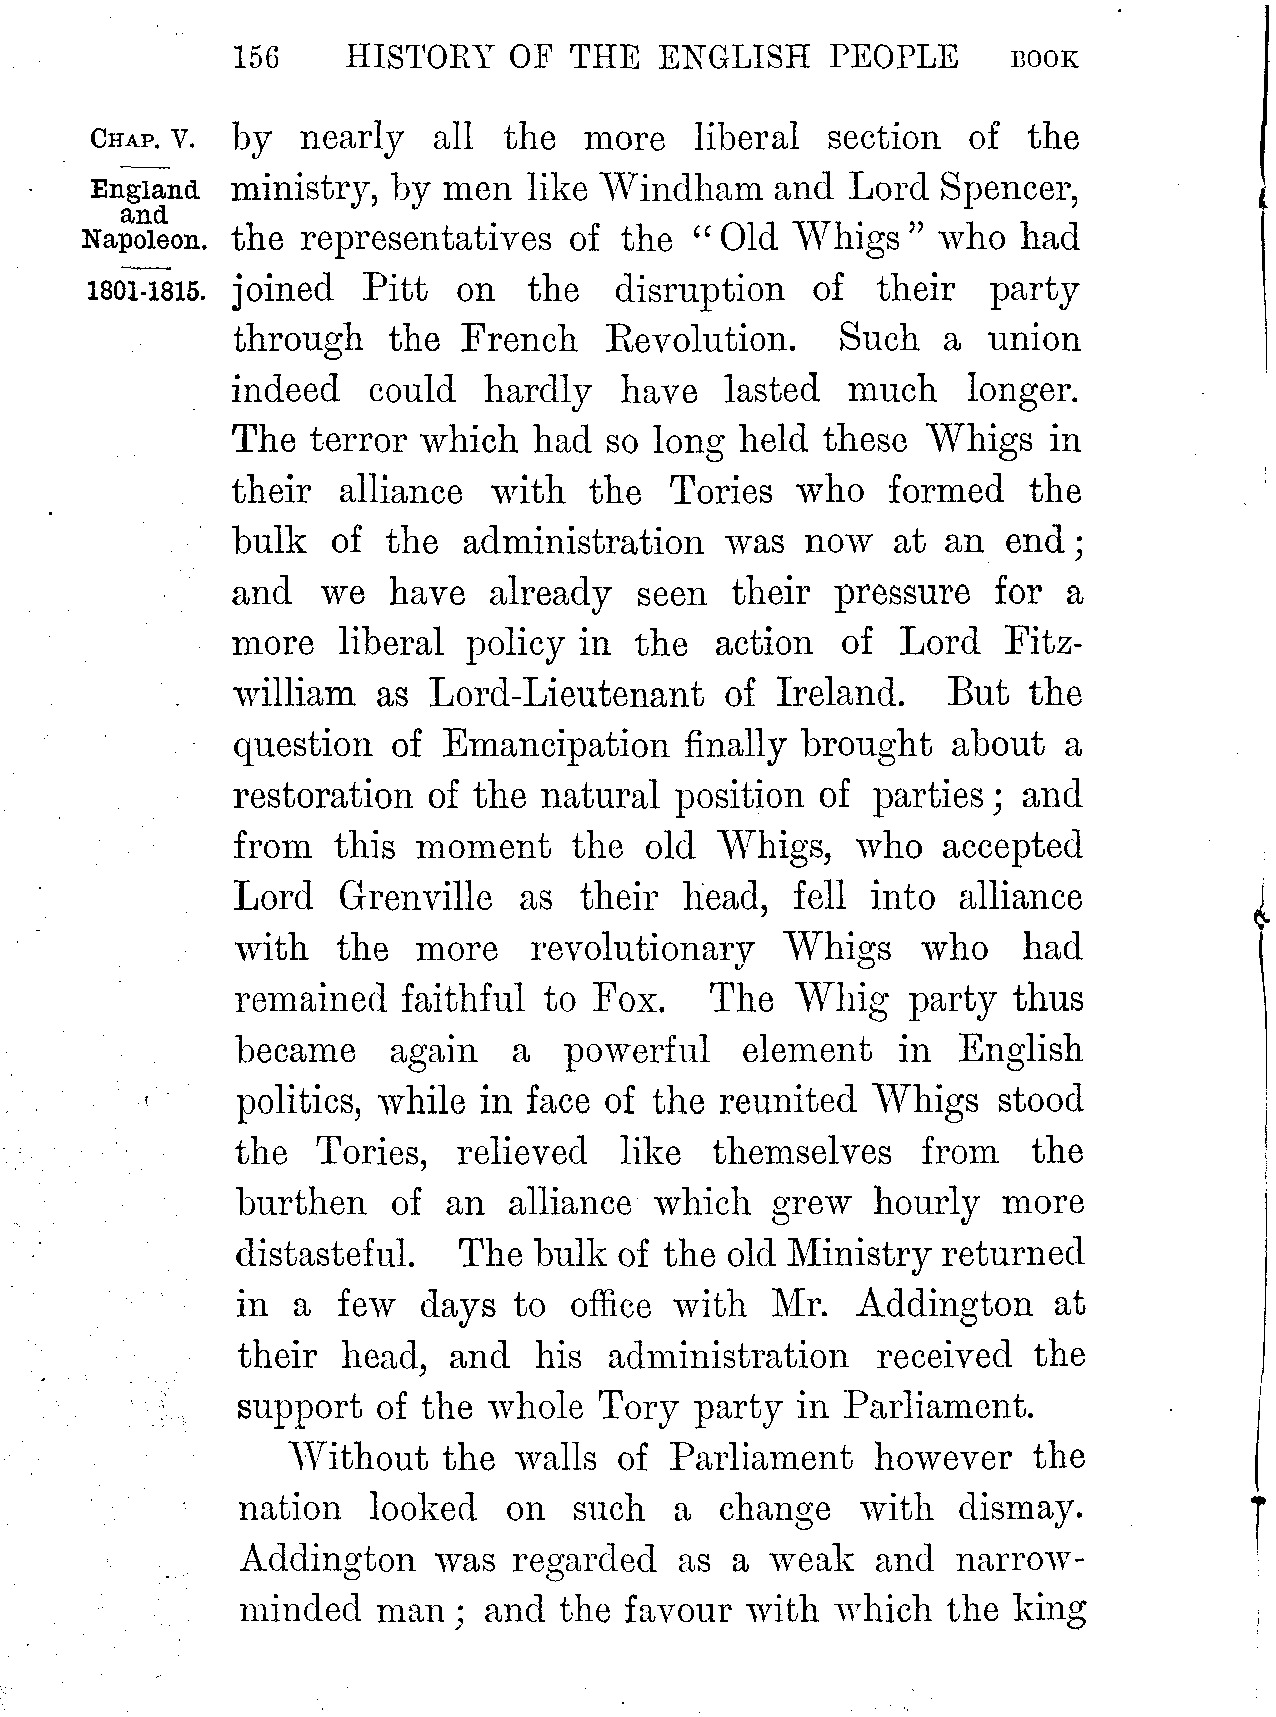 156 HISTORY OF THE ENGLISH PEOPLE BOOK
CHAP. V.
England
and
Napoleon.
1801-1815.
by nearly all the more liberal section of the
ministry, by men like Windham and Lord Spencer,
the representatives of the “Old Whigs” who had
joined Pitt on the disruption of their party
through the French Revolution. Such a union
indeed could hardly have lasted much longer.
The terror which had so long held these Whigs in
their alliance with the Tories who formed the
bulk of the administration was now at an end;
and we have already seen their pressure for a
more liberal policy in the action of Lord Fitz-
william as Lord-Lieutenant of Ireland. But the
question of Emancipation finally brought about a
restoration of the natural position of parties; and
from this moment the old Whigs, who accepted
Lord Grenville as their head, fell into alliance
with the more revolutionary Whigs who had
remained faithful to Fox. The Whig party thus
became again a powerful element in English
politics, while in face of the reunited Whigs stood
the Tories, relieved like themselves from the
burthen of an alliance which grew hourly more
distasteful. The bulk of the old Ministry returned
in a few days to office with Mr. Addington at
their head, and his administration received the
support of the whole Tory party in Parliament.
Without the walls of Parliament however the
nation looked on such a change with dismay.
Addington was regarded as a weak and narrow-
minded man; and the favour with which the king